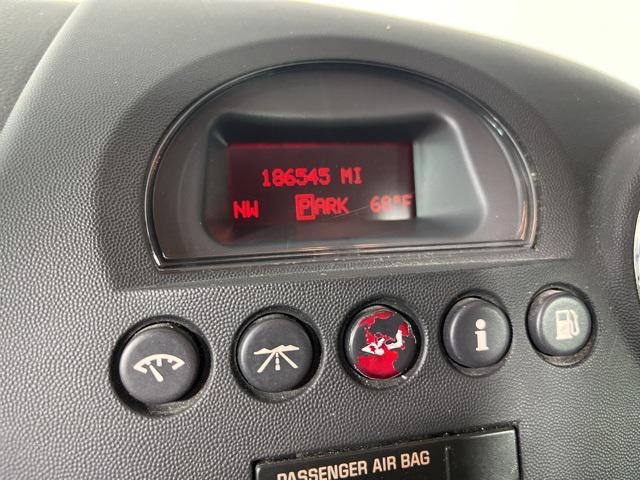 186545 MI
NW PARK 68°F
i
PASSENGER AIR BAG